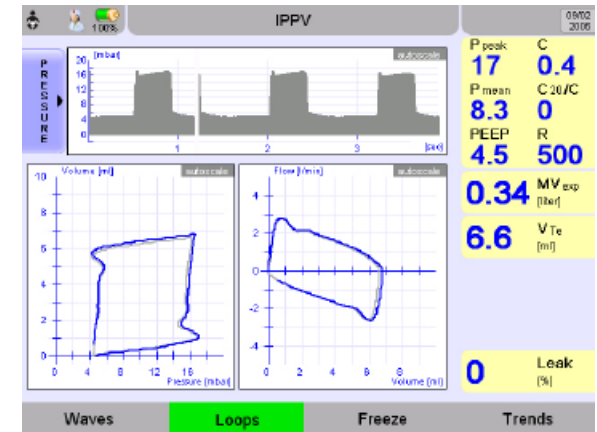 100%
IPPV
09/02
2006
PRESSURE
[mbar]
autoscale
20
16
12
8
4
0
1
2
3
[sec]
P peak
C
17
0.4
P mean
C 20/C
8.3
0
PEEP
R
4.5
500
0.34
MV exp
[liter]
6.6
V Te
[ml]
0
Leak
[%]
Volume [ml]
autoscale
10
8
6
4
2
0
0 4 8 12 16
Pressure [mbar]
Flow [l/min]
autoscale
4
2
0
-2
-4
0 2 4 6 8
Volume [ml]
Waves
Loops
Freeze
Trends